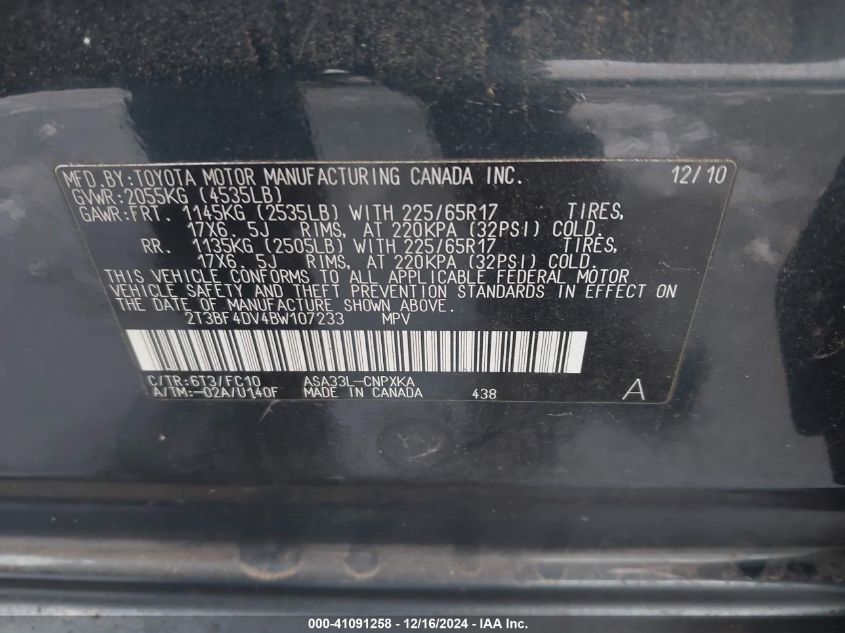 MFD.BY:TOYOTA MOTOR MANUFACTURING CANADA INC. 12/10
GVWR:2055KG (4535LB)
GAWR:FRT. 1145KG (2535LB) WITH 225/65R17 TIRES,
17X6. 5J RIMS, AT 220KPA (32PSI) COLD.
RR. 1135KG (2505LB) WITH 225/65R17 TIRES,
17X6. 5J RIMS, AT 220KPA (32PSI) COLD.
THIS VEHICLE CONFORMS TO ALL APPLICABLE FEDERAL MOTOR
VEHICLE SAFETY AND THEFT PREVENTION STANDARDS IN EFFECT ON
THE DATE OF MANUFACTURE SHOWN ABOVE.
2T3BF4DV4BW107233 MPV
C/TR:6T3/FC10 ASA33L-CNPXKA
A/TM:-02A/U140F MADE IN CANADA 438 A
000-41091258 - 12/16/2024 - IAA Inc.